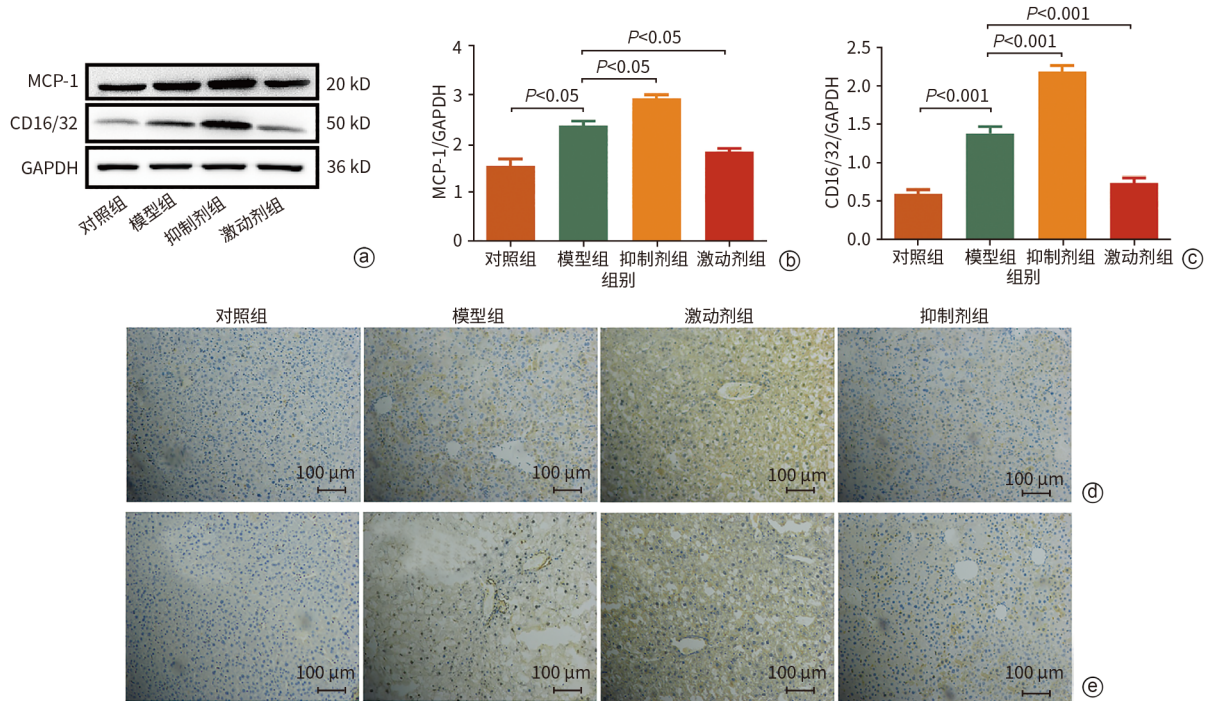 MCP-1
20 kD
CD16/32
50 kD
GAPDH
36 kD
对照组
模型组
抑制剂组
激动剂组
ⓐ
MCP-1/GAPDH
4
3
2
1
0
P<0.05
P<0.05
P<0.05
对照组 模型组 抑制剂组 激动剂组
组别
ⓑ
CD16/32/GAPDH
2.5
2.0
1.5
1.0
0.5
0.0
P<0.001
P<0.001
P<0.001
对照组 模型组 抑制剂组 激动剂组
组别
ⓒ
对照组 模型组 激动剂组 抑制剂组
100 μm 100 μm 100 μm 100 μm
ⓓ
100 μm 100 μm 100 μm 100 μm
ⓔ